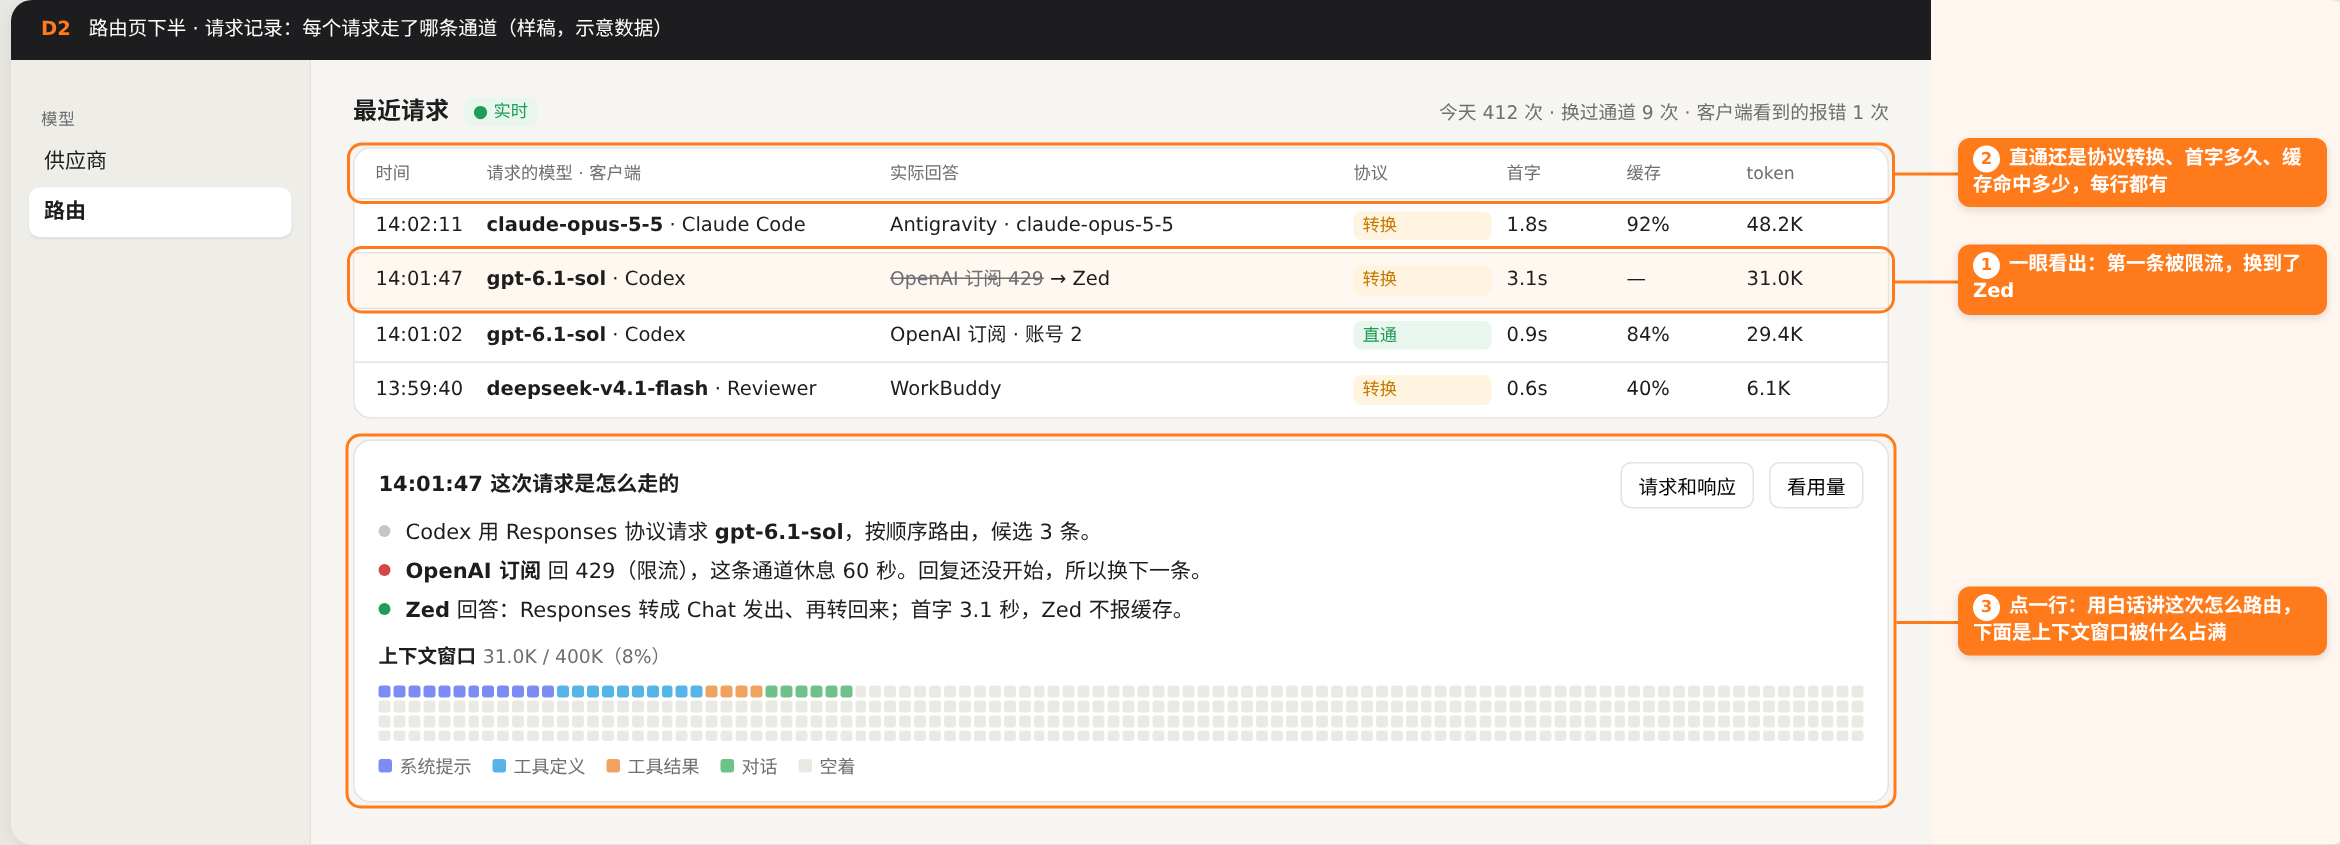 D2 路由页下半 · 请求记录：每个请求走了哪条通道（样稿，示意数据）
模型
供应商
路由
最近请求 实时
今天 412 次 · 换过通道 9 次 · 客户端看到的报错 1 次
时间 请求的模型 · 客户端 实际回答 协议 首字 缓存 token
14:02:11 claude-opus-5-5 · Claude Code Antigravity · claude-opus-5-5 转换 1.8s 92% 48.2K
14:01:47 gpt-6.1-sol · Codex OpenAI 订阅 429 → Zed 转换 3.1s — 31.0K
14:01:02 gpt-6.1-sol · Codex OpenAI 订阅 · 账号 2 直通 0.9s 84% 29.4K
13:59:40 deepseek-v4.1-flash · Reviewer WorkBuddy 转换 0.6s 40% 6.1K
14:01:47 这次请求是怎么走的
请求和响应 看用量
Codex 用 Responses 协议请求 gpt-6.1-sol，按顺序路由，候选 3 条。
OpenAI 订阅 回 429（限流），这条通道休息 60 秒。回复还没开始，所以换下一条。
Zed 回答：Responses 转成 Chat 发出、再转回来；首字 3.1 秒，Zed 不报缓存。
上下文窗口 31.0K / 400K（8%）
系统提示 工具定义 工具结果 对话 空着
2 直通还是协议转换、首字多久、缓
存命中多少，每行都有
1 一眼看出：第一条被限流，换到了
Zed
3 点一行：用白话讲这次怎么路由，
下面是上下文窗口被什么占满